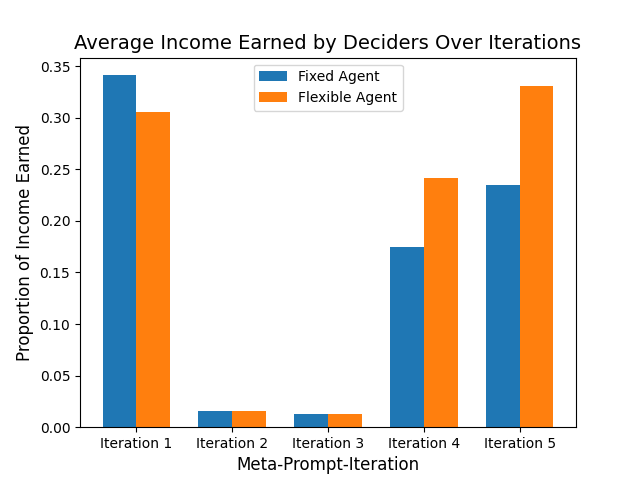 Average Income Earned by Deciders Over Iterations
Fixed Agent
Flexible Agent
Proportion of Income Earned
0.35
0.30
0.25
0.20
0.15
0.10
0.05
0.00
Iteration 1 Iteration 2 Iteration 3 Iteration 4 Iteration 5
Meta-Prompt-Iteration